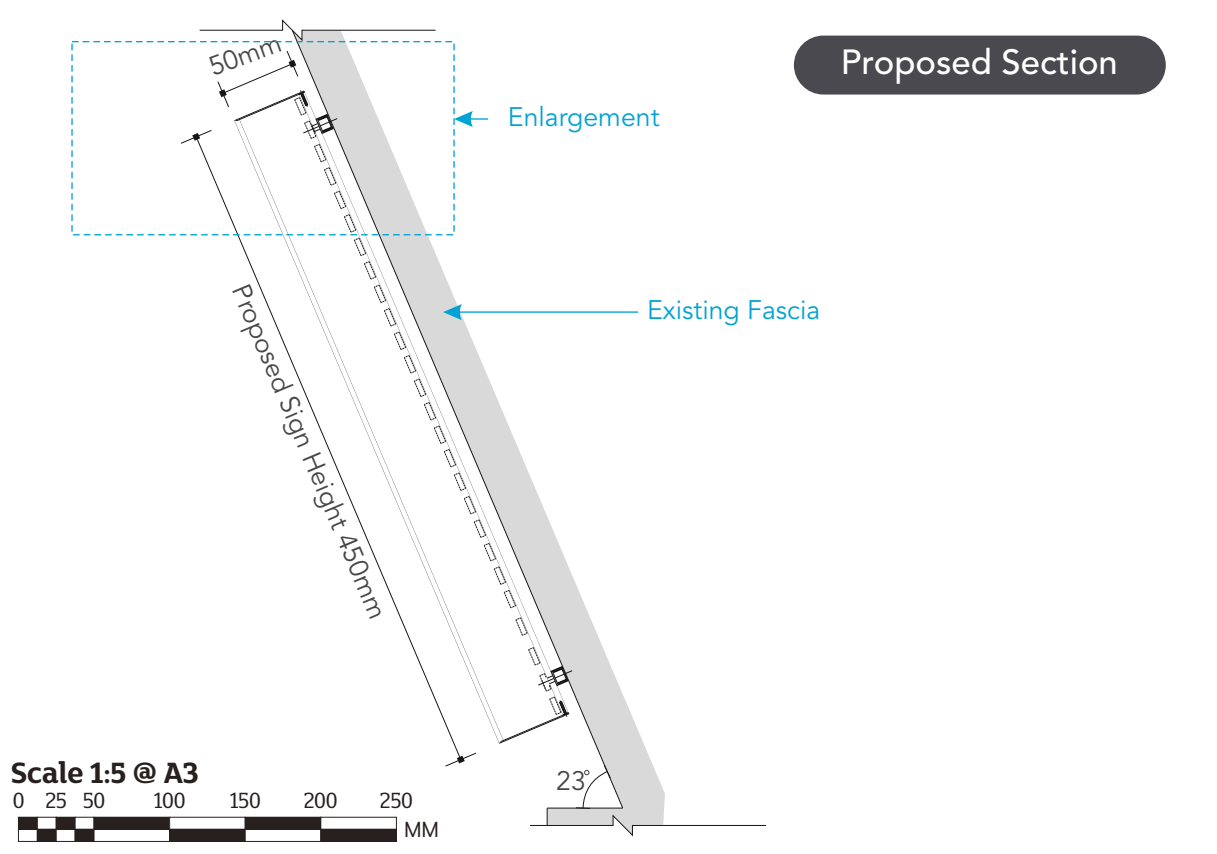 Proposed Section
50mm
Enlargement
Existing Fascia
Proposed Sign Height 450mm
23°
Scale 1:5 @ A3
0 25 50 100 150 200 250
MM